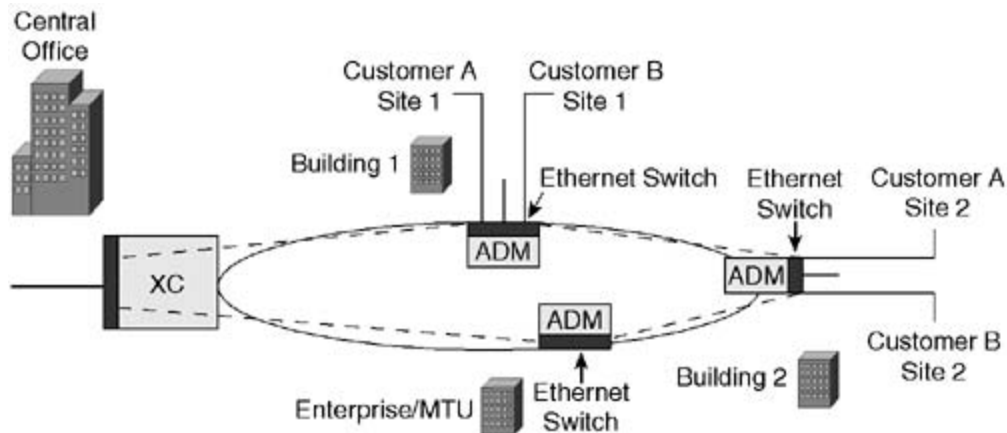 Central
Office
Customer A
Site 1
Customer B
Site 1
Building 1
Ethernet Switch
Ethernet
Switch
Customer A
Site 2
ADM
XC
ADM
ADM
Customer B
Site 2
Building 2
Enterprise/MTU
Ethernet
Switch